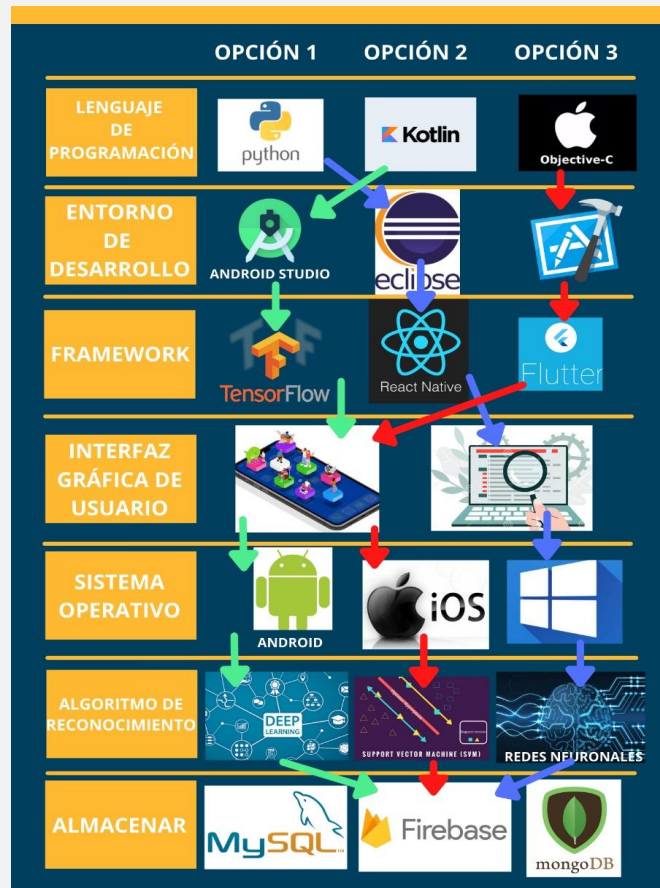 OPCIÓN 1 OPCIÓN 2 OPCIÓN 3
LENGUAJE
DE
PROGRAMACIÓN
python
Kotlin
Objective-C
ENTORNO
DE
DESARROLLO
ANDROID STUDIO
eclipse
FRAMEWORK
TF
TensorFlow
React Native
Flutter
INTERFAZ
GRÁFICA DE
USUARIO
SISTEMA
OPERATIVO
ANDROID
iOS
ALGORITMO DE
RECONOCIMIENTO
DEEP
LEARNING
SUPPORT VECTOR MACHINE (SVM)
REDES NEURONALES
ALMACENAR
MySQL
Firebase
mongoDB